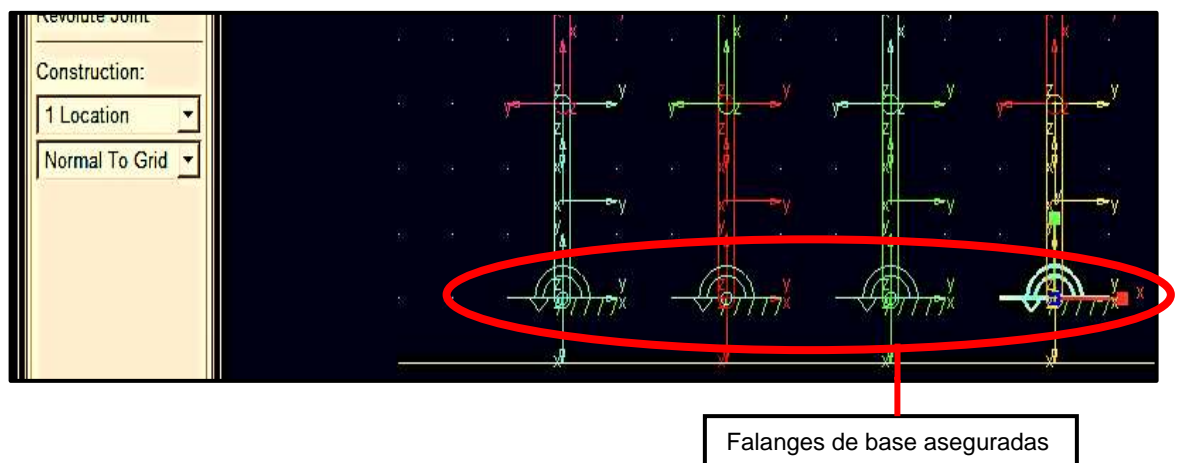 Revolute Joint
Construction:
1 Location
Normal To Grid
Falanges de base aseguradas